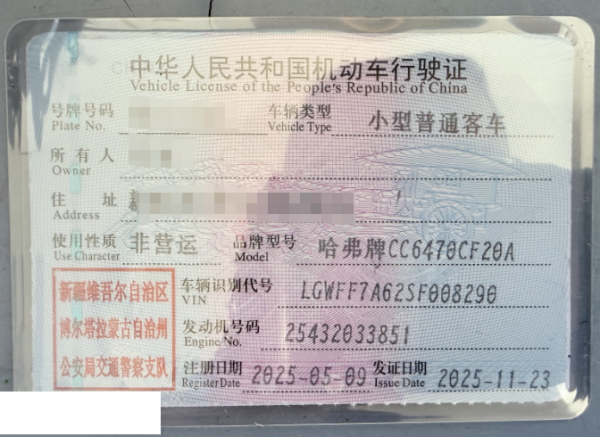 中华人民共和国机动车行驶证
Vehicle License of the People's Republic of China
号牌号码 车辆类型 小型普通客车
Plate No. Vehicle Type
所有人
Owner
住 址
Address
使用性质 非营运 品牌型号 哈弗牌CC6470CF20A
Use Character Model
新疆维吾尔自治区
博尔塔拉蒙古自治州
公安局交通警察支队
车辆识别代号 LGWFF7A62SF008290
VIN
发动机号码 25432033851
Engine No.
注册日期 2025-05-09 发证日期 2025-11-23
Register Date Issue Date